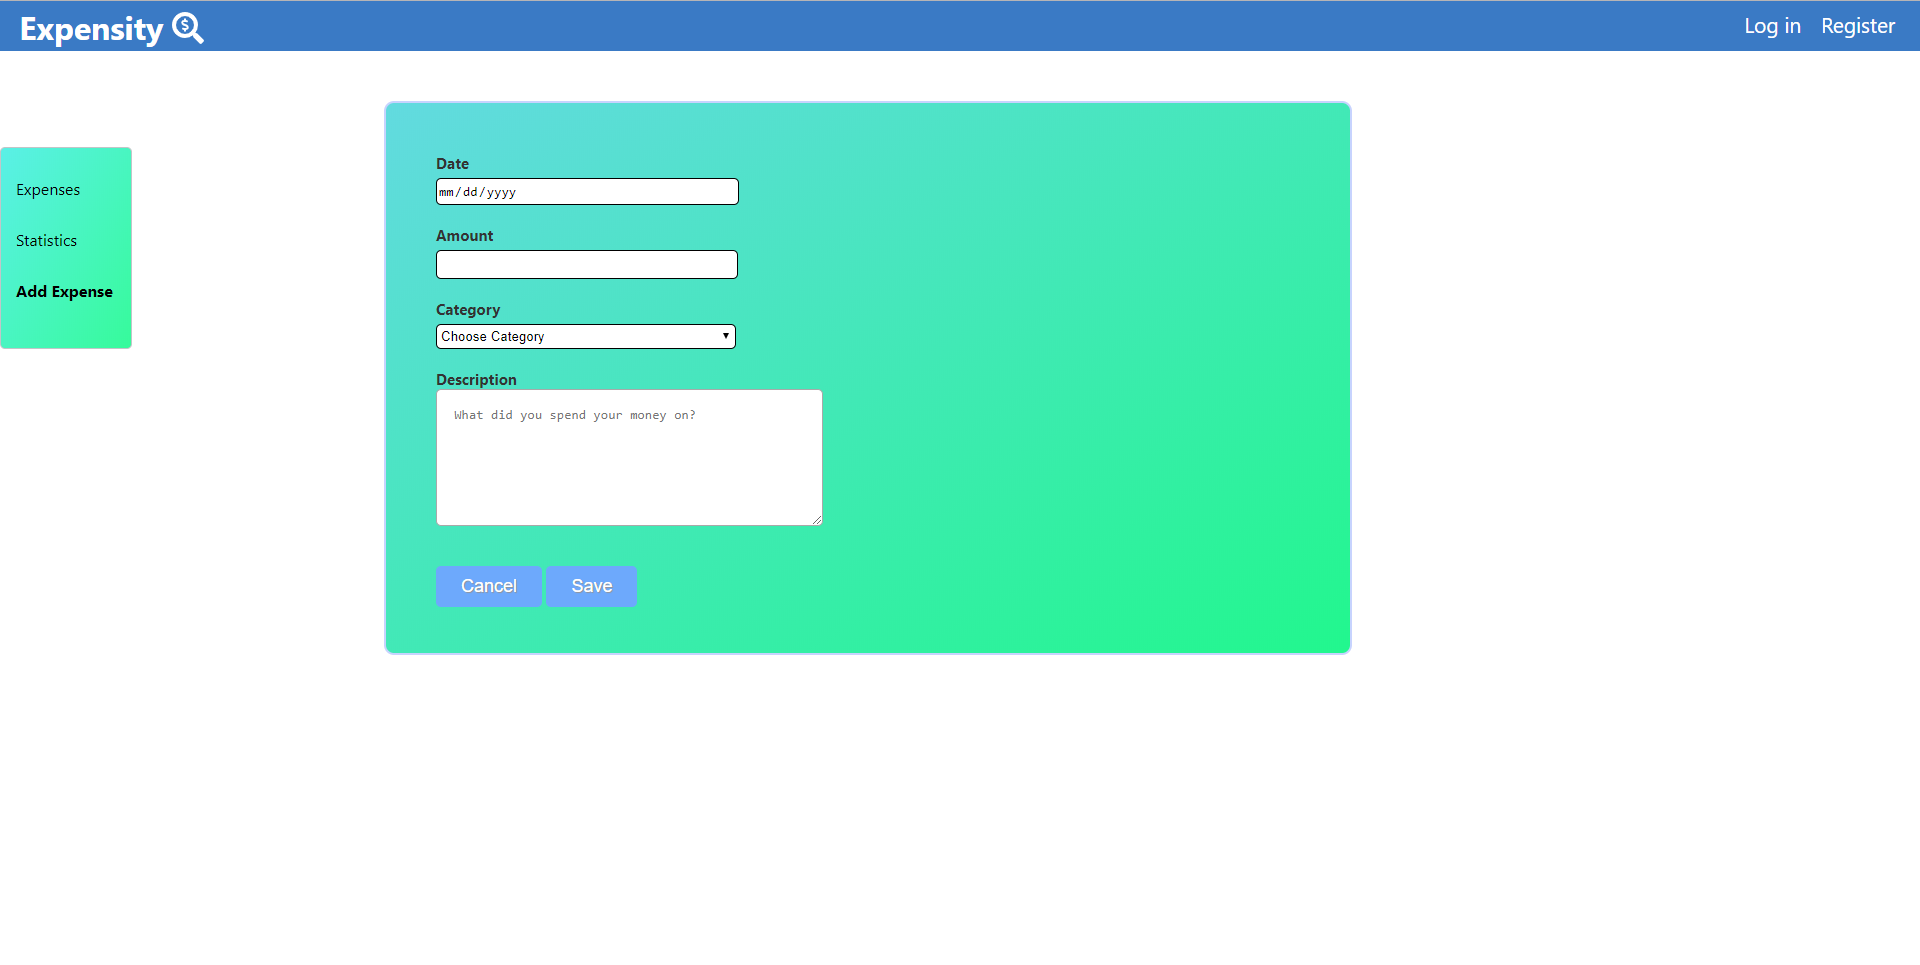 Expensity
Log in Register
Expenses
Statistics
Add Expense
Date
mm/dd/yyyy
Amount
Category
Choose Category
Description
What did you spend your money on?
Cancel Save